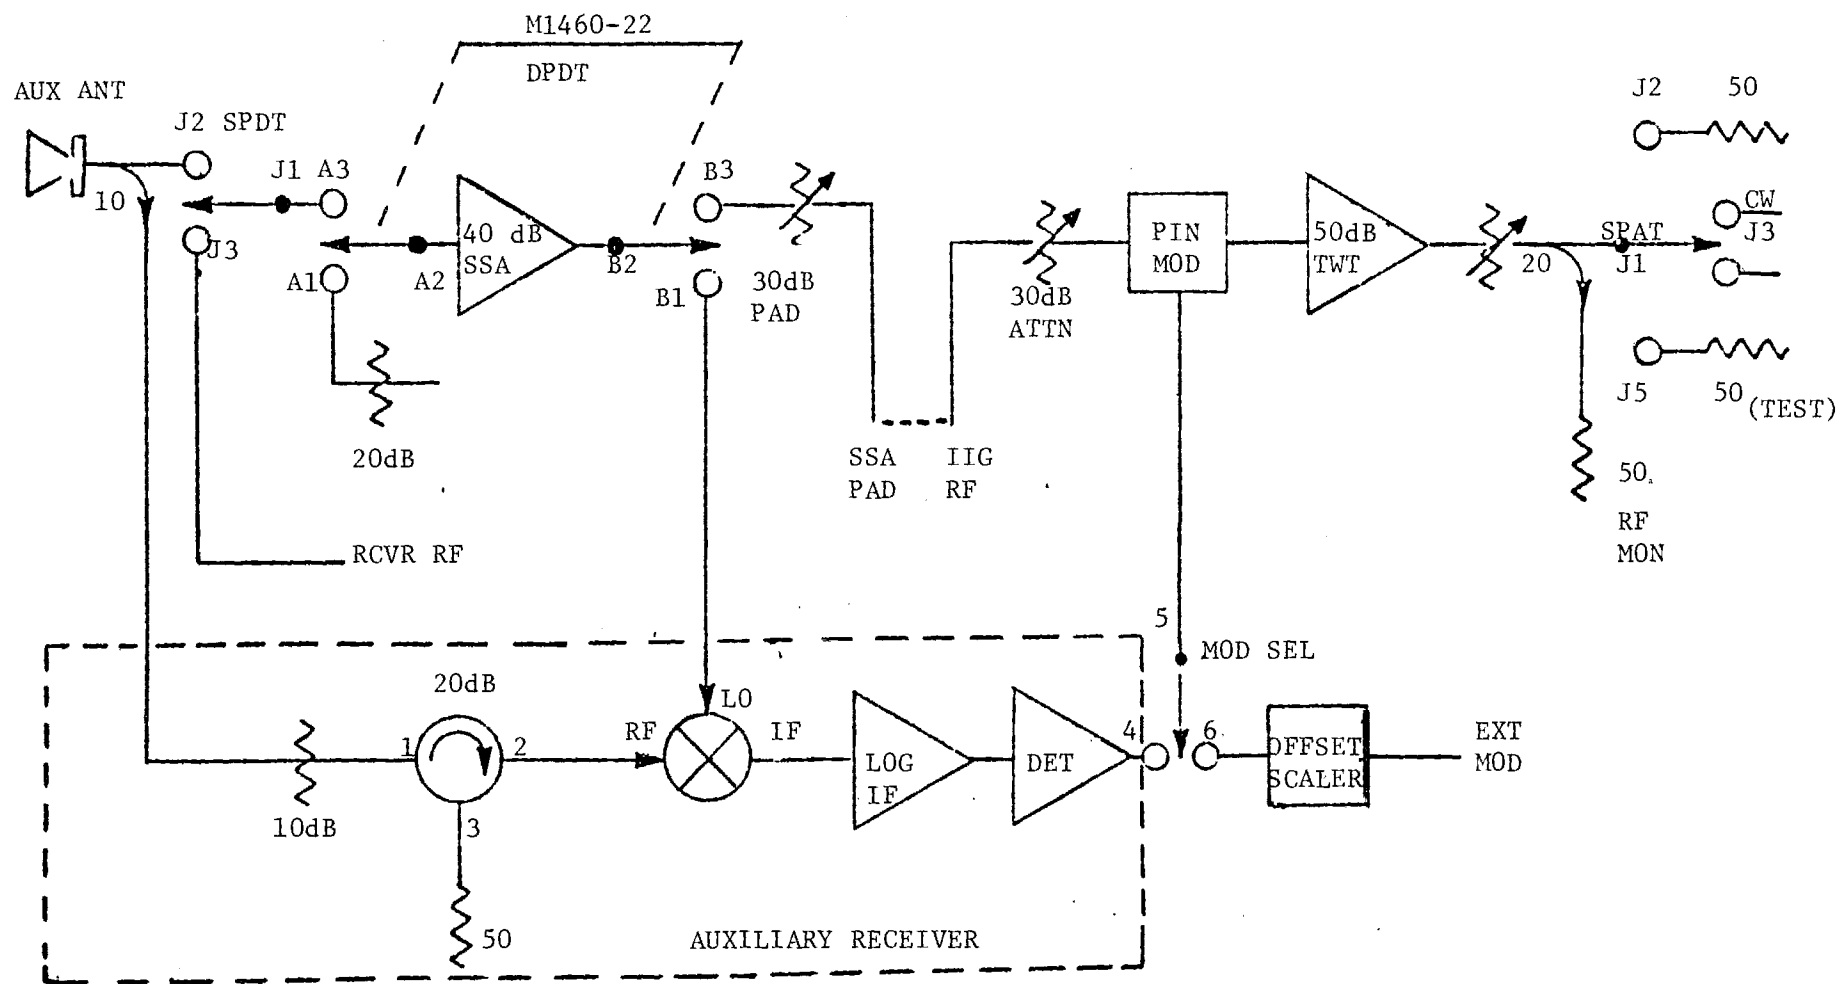 M1460-22
DPDT
AUX ANT
J2 SPDT
J1 A3
10
J3
A1
A2
40 dB
SSA
B2
B3
B1
30dB
PAD
20dB
SSA
PAD
IIG
RF
30dB
ATTN
PIN
MOD
50dB
TWT
20
SPAT
J1
J2 50
CW
J3
J5 50
(TEST)
50
RF
MON
RCVR RF
5
MOD SEL
20dB
1
2
3
10dB
50
RF
LO
IF
LOG
IF
DET
4
6
OFFSET
SCALER
EXT
MOD
AUXILIARY RECEIVER